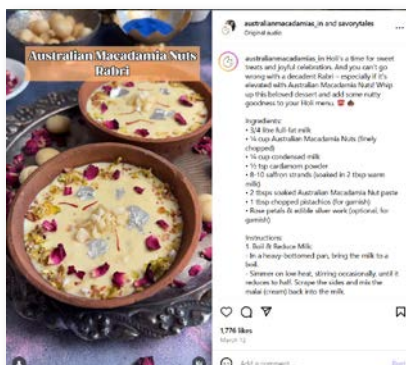 Australian Macadamia Nuts
Rabri
australianmacadamias_in and savorytales
Original audio
australianmacadamias_in Holi's a time for sweet
treats and joyful celebration. And you can't go
wrong with a decadent Rabri – especially if it's
elevated with Australian Macadamia Nuts! Whip
up this beloved dessert and add some nutty
goodness to your Holi menu.
Ingredients:
• 3/4 litre full-fat milk
• ¼ cup Australian Macadamia Nuts (finely
chopped)
• ¼ cup condensed milk
• ½ tsp cardamom powder
• 8-10 saffron strands (soaked in 2 tbsp warm
milk)
• 2 tbsps soaked Australian Macadamia Nut paste
• 1 tbsp chopped pistachios (for garnish)
• Rose petals & edible silver work (optional, for
garnish)
Instructions:
1. Boil & Reduce Milk:
- In a heavy-bottomed pan, bring the milk to a
boil.
- Simmer on low heat, stirring occasionally, until it
reduces to half. Scrape the sides and mix the
malai (cream) back into the milk.
1,776 likes
March 13
Add a comment...
Post